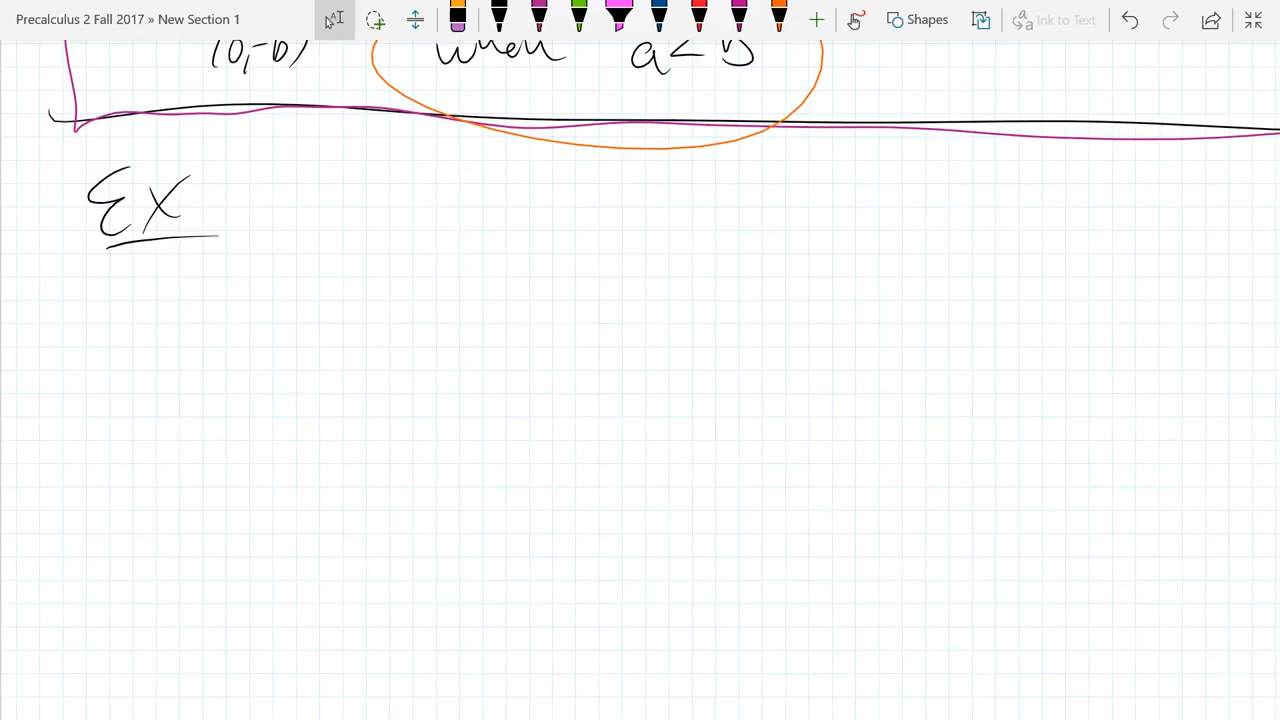 Precalculus 2 Fall 2017 » New Section 1
Shapes
Ink to Text
(0,-b) when a<b
EX